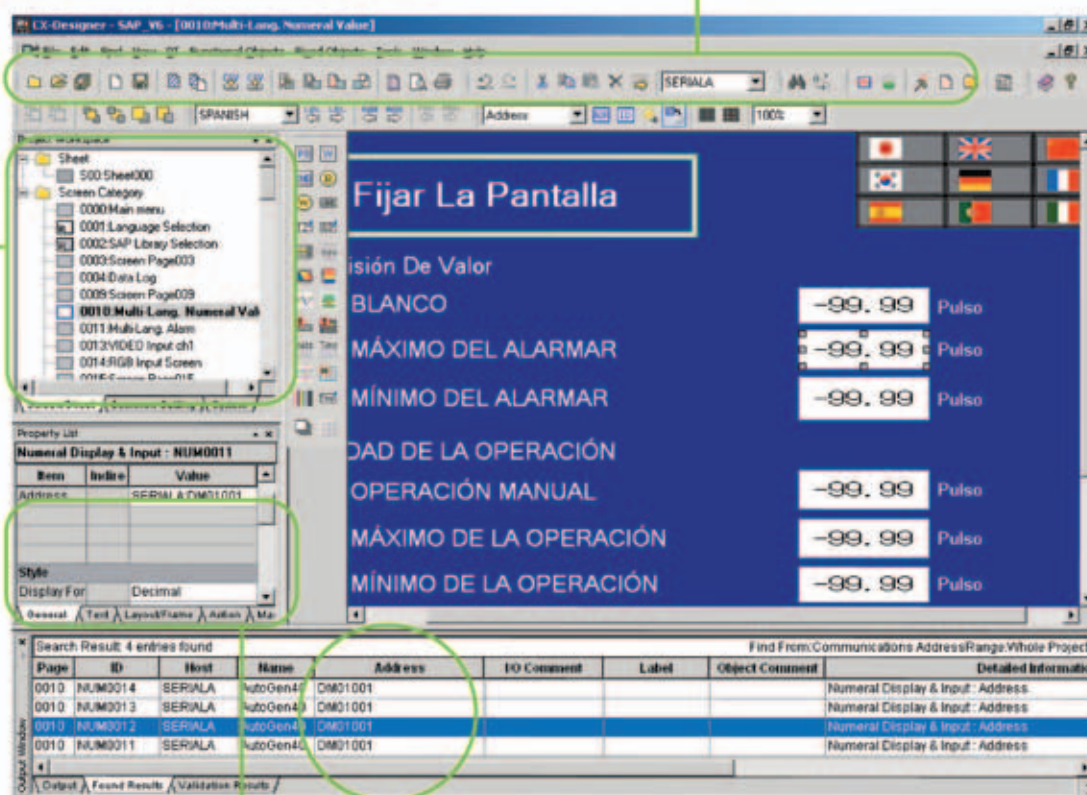 CX-Designer - SAP_V6 - [0010:Multi-Lang. Numeral Value]
SERIALA
SPANISH
Address
100%
Project Workspace
Sheet
S00:Sheet000
Screen Category
0000:Main menu
0001:Language Selection
0002:SAP Library Selection
0003:Screen Page003
0004:Data Log
0009:Screen Page009
0010:Multi-Lang. Numeral Val
0011:Multi-Lang. Alarm
0013:VIDEO Input ch1
0014:RGB Input Screen
0015:Screen Page015
Fijar La Pantalla
isión De Valor
BLANCO -99.99 Pulso
MÁXIMO DEL ALARMAR -99.99 Pulso
MÍNIMO DEL ALARMAR -99.99 Pulso
DAD DE LA OPERACIÓN
OPERACIÓN MANUAL -99.99 Pulso
MÁXIMO DE LA OPERACIÓN -99.99 Pulso
MÍNIMO DE LA OPERACIÓN -99.99 Pulso
Property List
Numeral Display & Input : NUM0011
Item Indire Value
Address SERIALA:DM01001
Style
Display For Decimal
General Text Layout/Frame Action Ma
Search Result: 4 entries found Find From:Communications AddressRange:Whole Project
Page ID Host Name Address I/O Comment Label Object Comment Detailed Informati
0010 NUM0014 SERIALA AutoGen40 DM01001 Numeral Display & Input : Address
0010 NUM0013 SERIALA AutoGen40 DM01001 Numeral Display & Input : Address
0010 NUM0012 SERIALA AutoGen40 DM01001 Numeral Display & Input : Address
0010 NUM0011 SERIALA AutoGen40 DM01001 Numeral Display & Input : Address
Output Window
Output Found Results Validation Results